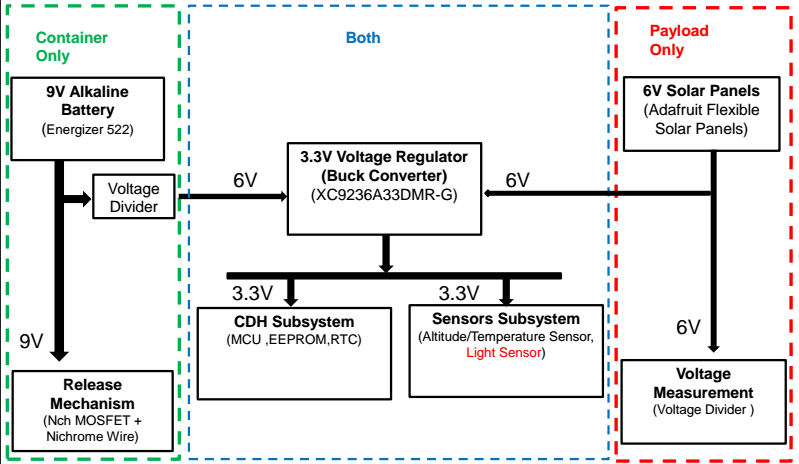 Container
Only
Both
Payload
Only
9V Alkaline
Battery
(Energizer 522)
6V Solar Panels
(Adafruit Flexible
Solar Panels)
3.3V Voltage Regulator
(Buck Converter)
(XC9236A33DMR-G)
Voltage
Divider
6V
6V
3.3V
3.3V
CDH Subsystem
(MCU ,EEPROM,RTC)
Sensors Subsystem
(Altitude/Temperature Sensor,
Light Sensor)
9V
6V
Release
Mechanism
(Nch MOSFET +
Nichrome Wire)
Voltage
Measurement
(Voltage Divider )